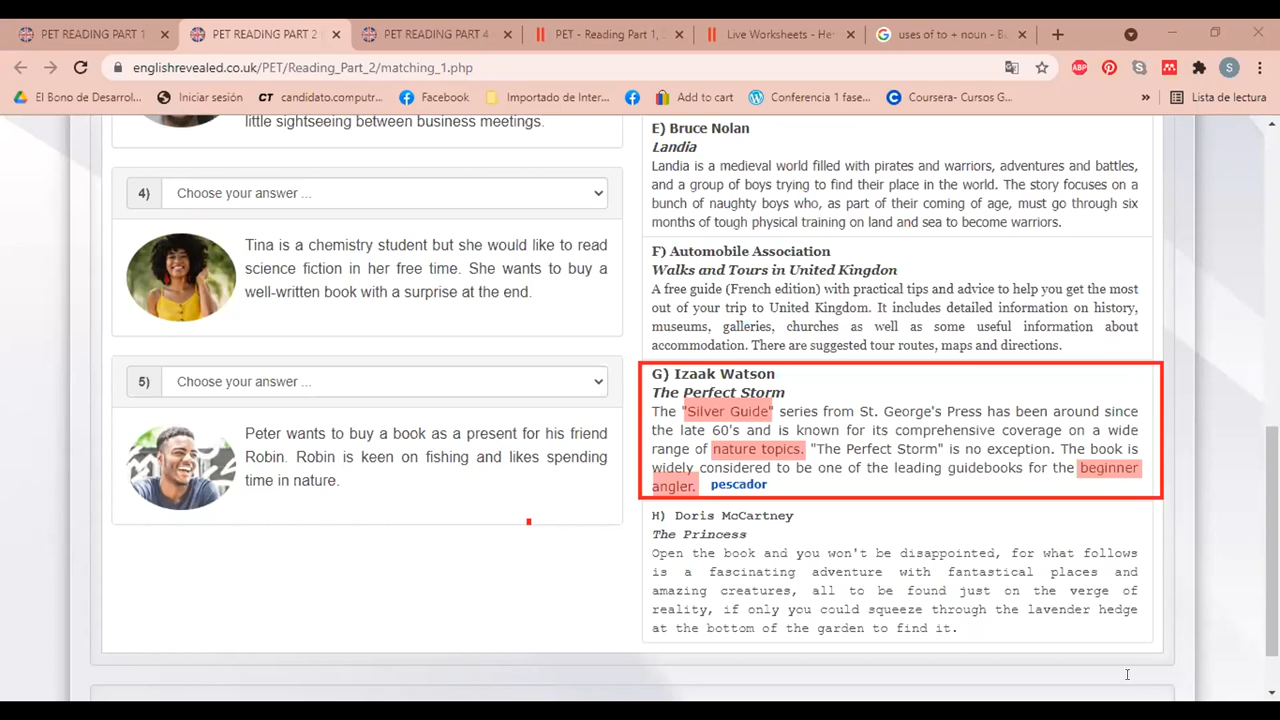 PET READING PART 1
PET READING PART 2
PET READING PART 4
PET - Reading Part 1,
Live Worksheets - He
uses of to + noun - Bu
englishrevealed.co.uk/PET/Reading_Part_2/matching_1.php
ABP
S
El Bono de Desarrol...
Iniciar sesión
CT candidato.computr...
Facebook
Importado de Inter...
Add to cart
Conferencia 1 fase...
Coursera- Cursos G...
»
Lista de lectura
little sightseeing between business meetings.
4) Choose your answer ...
Tina is a chemistry student but she would like to read
science fiction in her free time. She wants to buy a
well-written book with a surprise at the end.
5) Choose your answer ...
Peter wants to buy a book as a present for his friend
Robin. Robin is keen on fishing and likes spending
time in nature.
E) Bruce Nolan
Landia
Landia is a medieval world filled with pirates and warriors, adventures and battles,
and a group of boys trying to find their place in the world. The story focuses on a
bunch of naughty boys who, as part of their coming of age, must go through six
months of tough physical training on land and sea to become warriors.
F) Automobile Association
Walks and Tours in United Kingdon
A free guide (French edition) with practical tips and advice to help you get the most
out of your trip to United Kingdom. It includes detailed information on history,
museums, galleries, churches as well as some useful information about
accommodation. There are suggested tour routes, maps and directions.
G) Izaak Watson
The Perfect Storm
The "Silver Guide" series from St. George's Press has been around since
the late 60's and is known for its comprehensive coverage on a wide
range of nature topics. "The Perfect Storm" is no exception. The book is
widely considered to be one of the leading guidebooks for the beginner
angler. pescador
H) Doris McCartney
The Princess
Open the book and you won't be disappointed, for what follows
is a fascinating adventure with fantastical places and
amazing creatures, all to be found just on the verge of
reality, if only you could squeeze through the lavender hedge
at the bottom of the garden to find it.